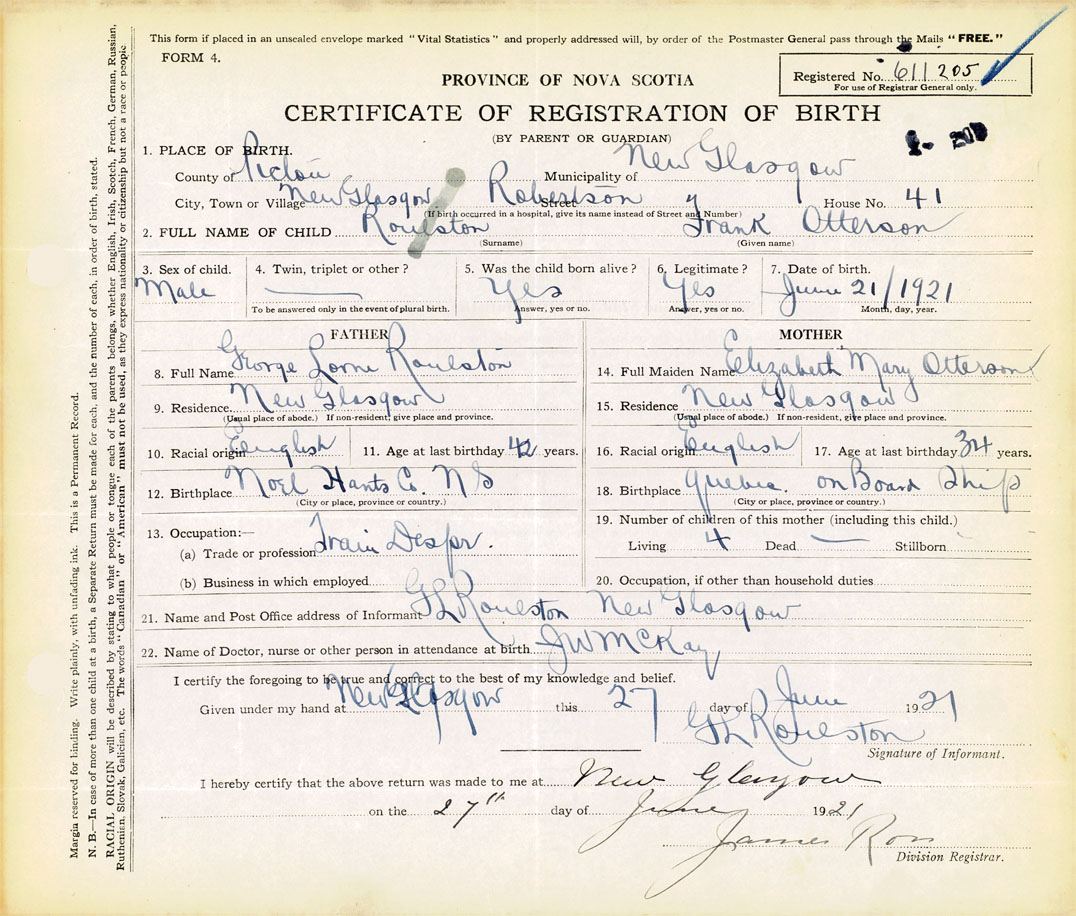 This form if placed in an unsealed envelope marked "Vital Statistics" and properly addressed will, by order of the Postmaster General pass through the Mails "FREE."
FORM 4.
Registered No. 611205
For use of Registrar General only.
PROVINCE OF NOVA SCOTIA
CERTIFICATE OF REGISTRATION OF BIRTH
(BY PARENT OR GUARDIAN)
1. PLACE OF BIRTH.
County of Pictou Municipality of New Glasgow
City, Town or Village New Glasgow Robertson Street House No. 41
(If birth occurred in a hospital, give its name instead of Street and Number)
2. FULL NAME OF CHILD Roulston Frank Otterson
(Surname) (Given name)
3. Sex of child. 4. Twin, triplet or other? 5. Was the child born alive? 6. Legitimate? 7. Date of birth.
Male Yes Yes June 21/1921
To be answered only in the event of plural birth. Answer, yes or no. Answer, yes or no. Month, day, year.
FATHER MOTHER
8. Full Name George Lorne Roulston 14. Full Maiden Name Elizabeth Mary Otterson
9. Residence New Glasgow 15. Residence New Glasgow
(Usual place of abode.) If non-resident, give place and province. (Usual place of abode.) If non-resident, give place and province.
10. Racial origin English 11. Age at last birthday 42 years. 16. Racial origin English 17. Age at last birthday 34 years.
12. Birthplace Noel Hants Co. NS 18. Birthplace Quebec. on Board Ship
(City or place, province or country.) (City or place, province or country.)
13. Occupation:— 19. Number of children of this mother (including this child.)
(a) Trade or profession Train Despr. Living 4 Dead — Stillborn
(b) Business in which employed 20. Occupation, if other than household duties
21. Name and Post Office address of Informant GL Roulston New Glasgow
22. Name of Doctor, nurse or other person in attendance at birth. JW McKay
I certify the foregoing to be true and correct to the best of my knowledge and belief.
Given under my hand at New Glasgow this 27 day of June 1921
GL Roulston
Signature of Informant.
I hereby certify that the above return was made to me at New Glasgow
on the 27th day of June 1921
James Ross
Division Registrar.
Margin reserved for binding. Write plainly, with unfading ink. This is a Permanent Record.
N. B.—In case of more than one child at a birth, a Separate Return must be made for each, and the number of each, in order of birth, stated.
RACIAL ORIGIN will be described by stating to what people or tongue each of the parents belongs, whether English, Irish, Scotch, French, German, Russian,
Ruthenian, Slovak, Galician, etc. The words "Canadian" or "American" must not be used, as they express nationality or citizenship but not a race or people